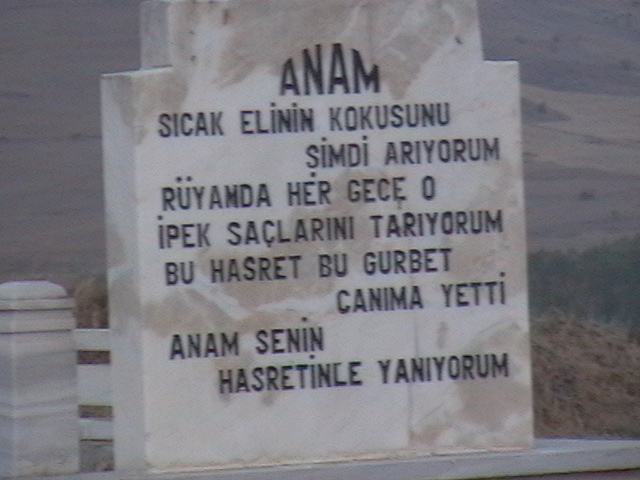 ANAM
SICAK ELİNİN KOKUSUNU
ŞİMDİ ARIYORUM
RÜYAMDA HER GECE O
İPEK SAÇLARINI TARIYORUM
BU HASRET BU GURBET
CANIMA YETTİ
ANAM SENİN
HASRETİNLE YANIYORUM